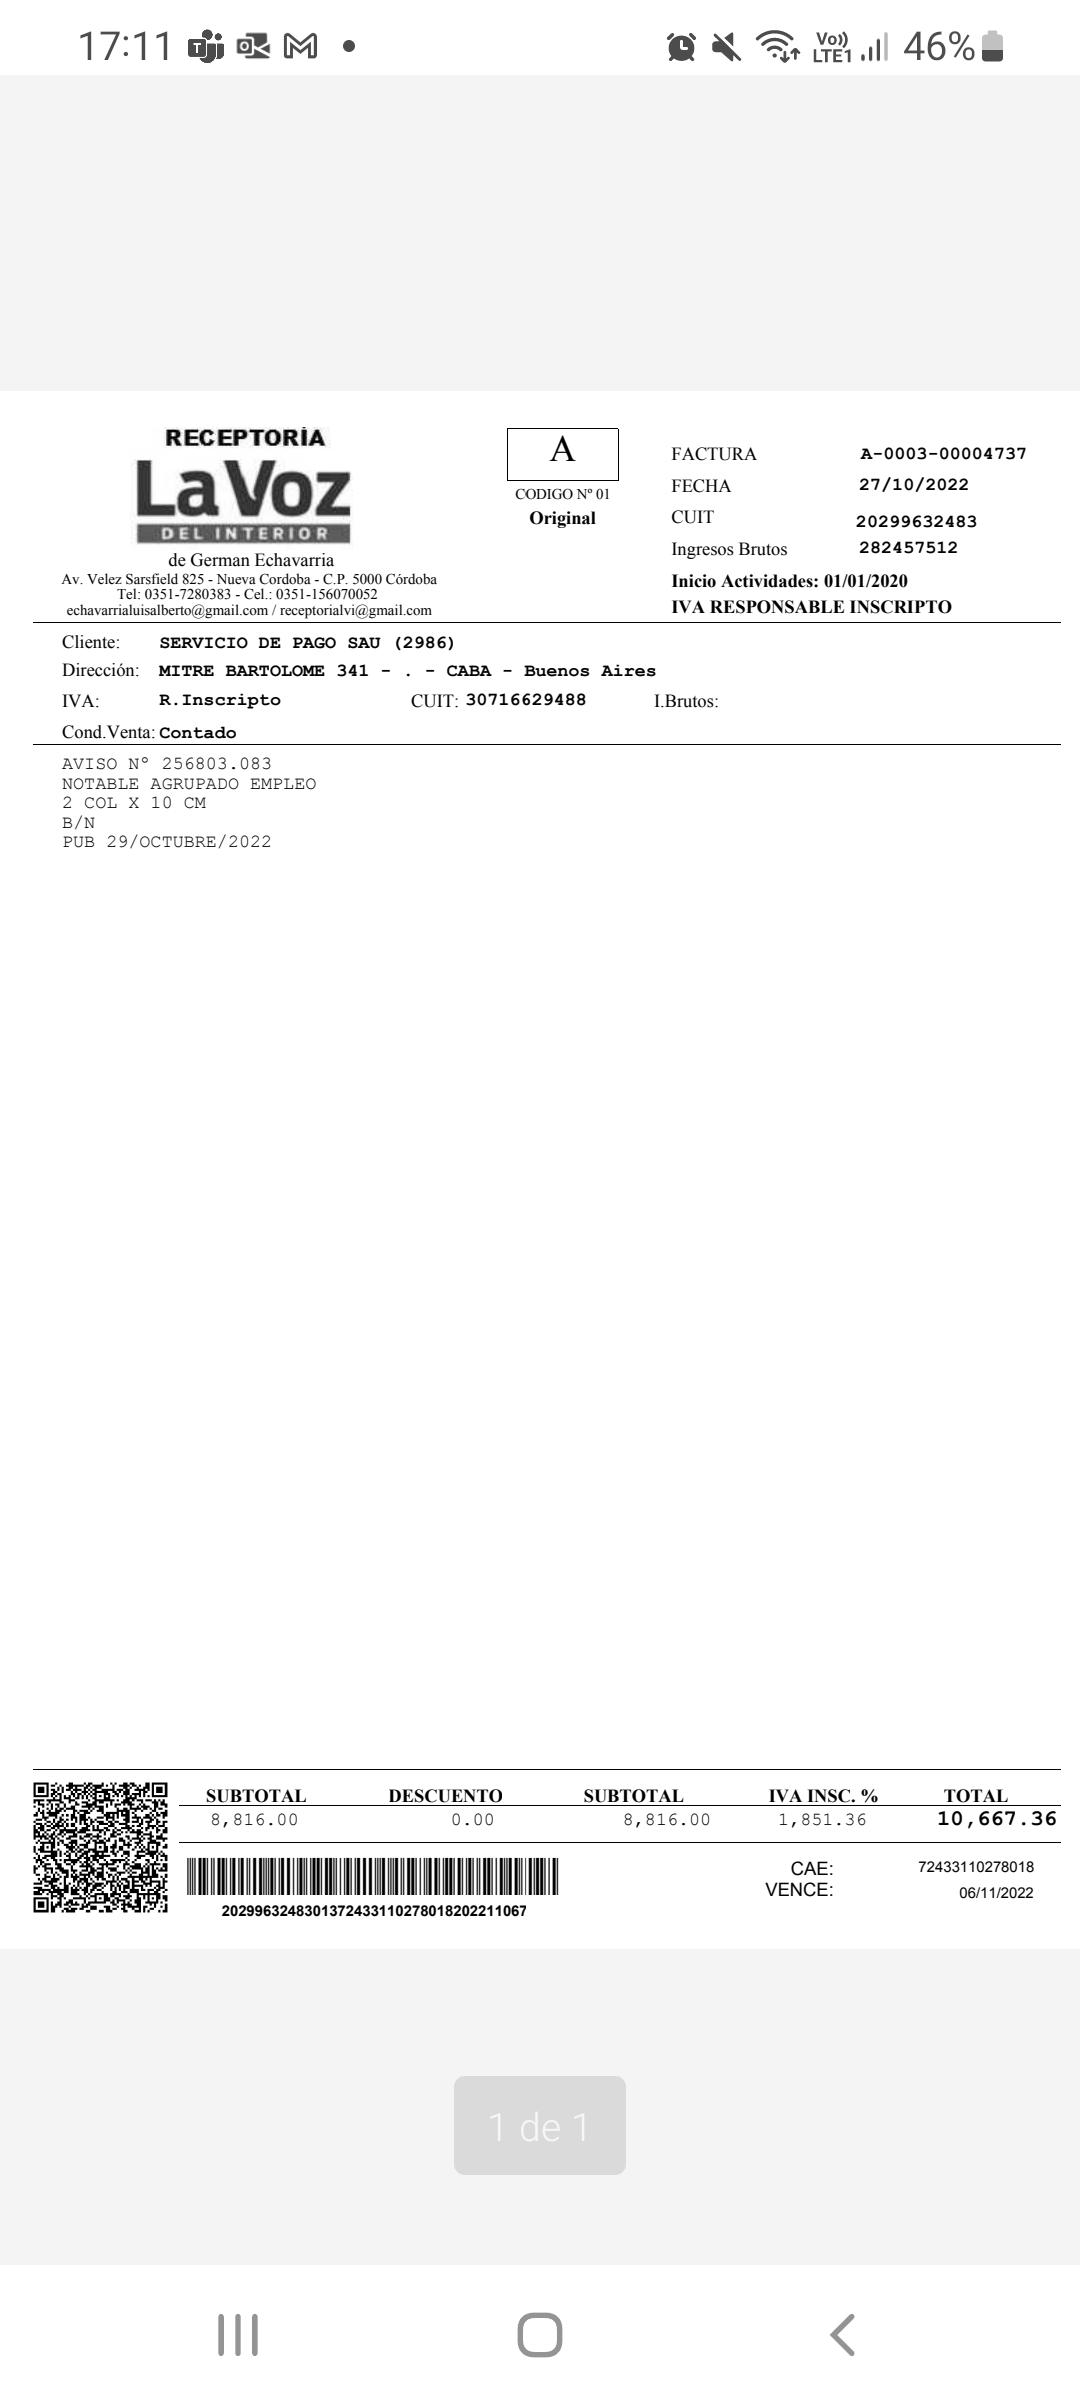 17:11 46%
Vo)) LTE1
RECEPTORÍA
La Voz
DEL INTERIOR
de German Echavarria
Av. Velez Sarsfield 825 - Nueva Cordoba - C.P. 5000 Córdoba
Tel: 0351-7280383 - Cel.: 0351-156070052
echavarrialuisalberto@gmail.com / receptorialvi@gmail.com
A
CODIGO Nº 01
Original
FACTURA A-0003-00004737
FECHA 27/10/2022
CUIT 20299632483
Ingresos Brutos 282457512
Inicio Actividades: 01/01/2020
IVA RESPONSABLE INSCRIPTO
Cliente: SERVICIO DE PAGO SAU (2986)
Dirección: MITRE BARTOLOME 341 - . - CABA - Buenos Aires
IVA: R.Inscripto CUIT: 30716629488 I.Brutos:
Cond.Venta: Contado
AVISO N° 256803.083
NOTABLE AGRUPADO EMPLEO
2 COL X 10 CM
B/N
PUB 29/OCTUBRE/2022
SUBTOTAL DESCUENTO SUBTOTAL IVA INSC. % TOTAL
8,816.00 0.00 8,816.00 1,851.36 10,667.36
CAE: 72433110278018
VENCE: 06/11/2022
2029963248301372433110278018202211067
1 de 1